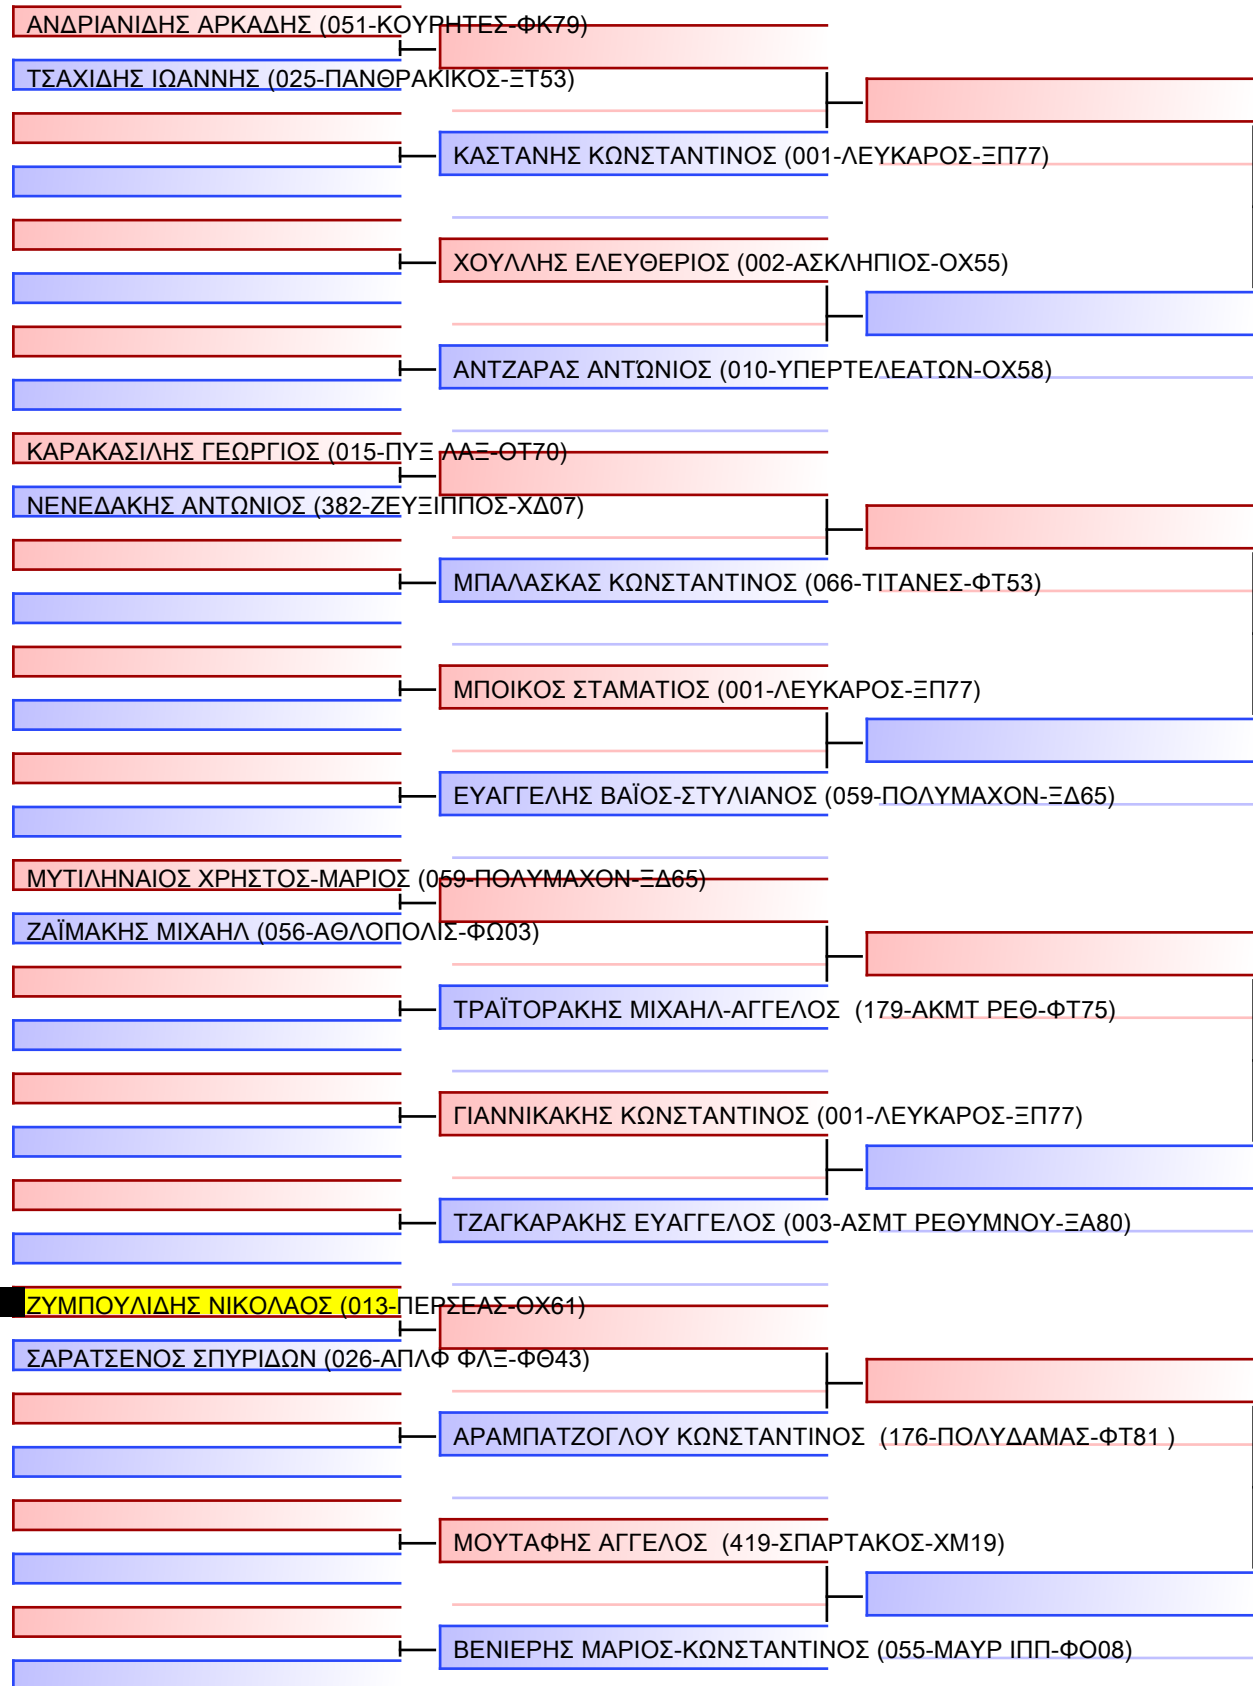 ΑΝΔΡΙΑΝΙΔΗΣ ΑΡΚΑΔΗΣ (051-ΚΟΥΡΗΤΕΣ-ΦΚ79)
ΤΣΑΧΙΔΗΣ ΙΩΑΝΝΗΣ (025-ΠΑΝΘΡΑΚΙΚΟΣ-ΞΤ53)
ΚΑΣΤΑΝΗΣ ΚΩΝΣΤΑΝΤΙΝΟΣ (001-ΛΕΥΚΑΡΟΣ-ΞΠ77)
ΧΟΥΛΛΗΣ ΕΛΕΥΘΕΡΙΟΣ (002-ΑΣΚΛΗΠΙΟΣ-ΟΧ55)
ΑΝΤΖΑΡΑΣ ΑΝΤΏΝΙΟΣ (010-ΥΠΕΡΤΕΛΕΑΤΩΝ-ΟΧ58)
ΚΑΡΑΚΑΣΙΛΗΣ ΓΕΩΡΓΙΟΣ (015-ΠΥΞ ΛΑΞ-ΟΤ70)
ΝΕΝΕΔΑΚΗΣ ΑΝΤΩΝΙΟΣ (382-ΖΕΥΞΙΠΠΟΣ-ΧΔ07)
ΜΠΑΛΑΣΚΑΣ ΚΩΝΣΤΑΝΤΙΝΟΣ (066-ΤΙΤΑΝΕΣ-ΦΤ53)
ΜΠΟΙΚΟΣ ΣΤΑΜΑΤΙΟΣ (001-ΛΕΥΚΑΡΟΣ-ΞΠ77)
ΕΥΑΓΓΕΛΗΣ ΒΑΪΟΣ-ΣΤΥΛΙΑΝΟΣ (059-ΠΟΛΥΜΑΧΟΝ-ΞΔ65)
ΜΥΤΙΛΗΝΑΙΟΣ ΧΡΗΣΤΟΣ-ΜΑΡΙΟΣ (059-ΠΟΛΥΜΑΧΟΝ-ΞΔ65)
ΖΑΪΜΑΚΗΣ ΜΙΧΑΗΛ (056-ΑΘΛΟΠΟΛΙΣ-ΦΩ03)
ΤΡΑΪΤΟΡΑΚΗΣ ΜΙΧΑΗΛ-ΑΓΓΕΛΟΣ (179-ΑΚΜΤ ΡΕΘ-ΦΤ75)
ΓΙΑΝΝΙΚΑΚΗΣ ΚΩΝΣΤΑΝΤΙΝΟΣ (001-ΛΕΥΚΑΡΟΣ-ΞΠ77)
ΤΖΑΓΚΑΡΑΚΗΣ ΕΥΑΓΓΕΛΟΣ (003-ΑΣΜΤ ΡΕΘΥΜΝΟΥ-ΞΑ80)
ΖΥΜΠΟΥΛΙΔΗΣ ΝΙΚΟΛΑΟΣ (013-ΠΕΡΣΕΑΣ-ΟΧ61)
ΣΑΡΑΤΣΕΝΟΣ ΣΠΥΡΙΔΩΝ (026-ΑΠΛΦ ΦΛΞ-ΦΘ43)
ΑΡΑΜΠΑΤΖΟΓΛΟΥ ΚΩΝΣΤΑΝΤΙΝΟΣ (176-ΠΟΛΥΔΑΜΑΣ-ΦΤ81 )
ΜΟΥΤΑΦΗΣ ΑΓΓΕΛΟΣ (419-ΣΠΑΡΤΑΚΟΣ-ΧΜ19)
ΒΕΝΙΕΡΗΣ ΜΑΡΙΟΣ-ΚΩΝΣΤΑΝΤΙΝΟΣ (055-ΜΑΥΡ ΙΠΠ-ΦΟ08)